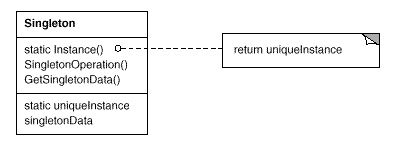 Singleton
static Instance()
return uniqueInstance
SingletonOperation()
GetSingletonData()
static uniqueInstance
singletonData